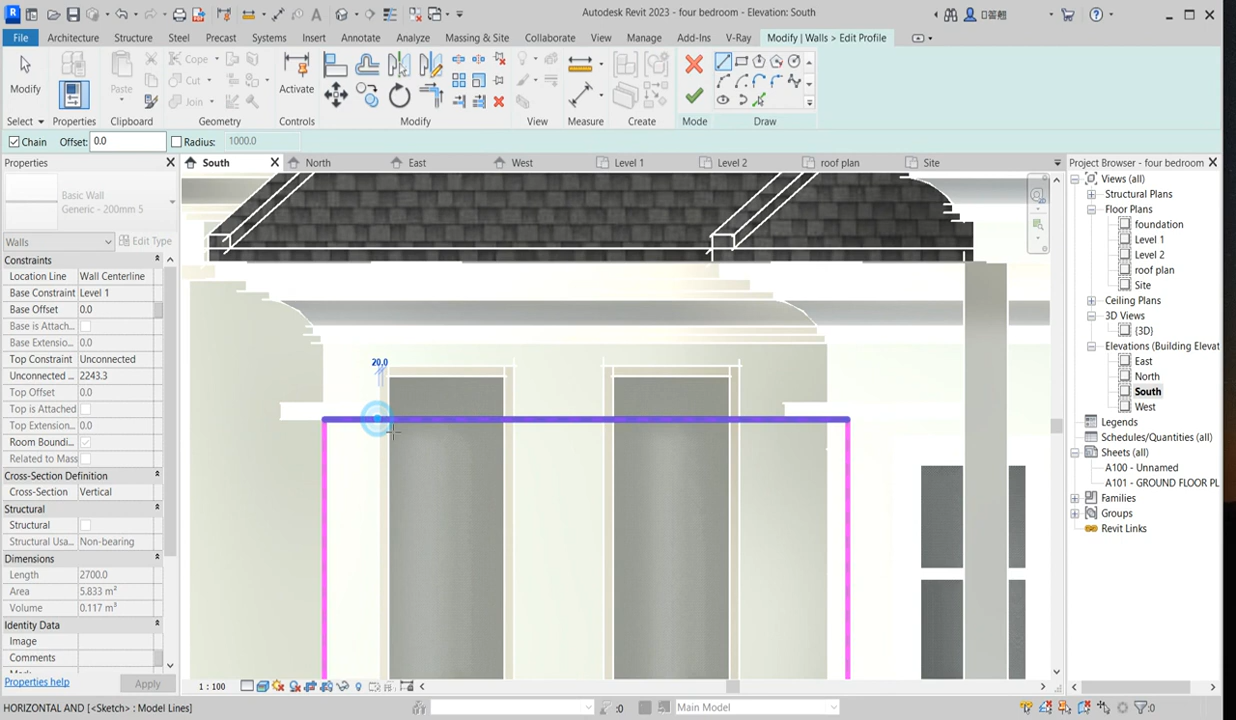 Autodesk Revit 2023 - four bedroom - Elevation: South
File Architecture Structure Steel Precast Systems Insert Annotate Analyze Massing & Site Collaborate View Manage Add-Ins V-Ray Modify | Walls > Edit Profile
Modify
Paste
Cope
Cut
Join
Activate
Select Properties Clipboard Geometry Controls Modify View Measure Create Mode Draw
Chain Offset: 0.0 Radius: 1000.0
Properties
South North East West Level 1 Level 2 roof plan Site
Project Browser - four bedroom
Basic Wall
Generic - 200mm 5
Walls
Edit Type
Constraints
Location Line Wall Centerline
Base Constraint Level 1
Base Offset 0.0
Base is Attach...
Base Extensio... 0.0
Top Constraint Unconnected
Unconnected ... 2243.3
Top Offset 0.0
Top is Attached
Top Extension... 0.0
Room Boundi...
Related to Mass
Cross-Section Definition
Cross-Section Vertical
Structural
Structural
Structural Usa... Non-bearing
Dimensions
Length 2700.0
Area 5.833 m²
Volume 0.117 m³
Identity Data
Image
Comments
Properties help
Apply
20.0
Views (all)
Structural Plans
Floor Plans
foundation
Level 1
Level 2
roof plan
Site
Ceiling Plans
3D Views
{3D}
Elevations (Building Elevat
East
North
South
West
Legends
Schedules/Quantities (all)
Sheets (all)
A100 - Unnamed
A101 - GROUND FLOOR PL
Families
Groups
Revit Links
1 : 100
HORIZONTAL AND [<Sketch> : Model Lines]
:0
Main Model
:0